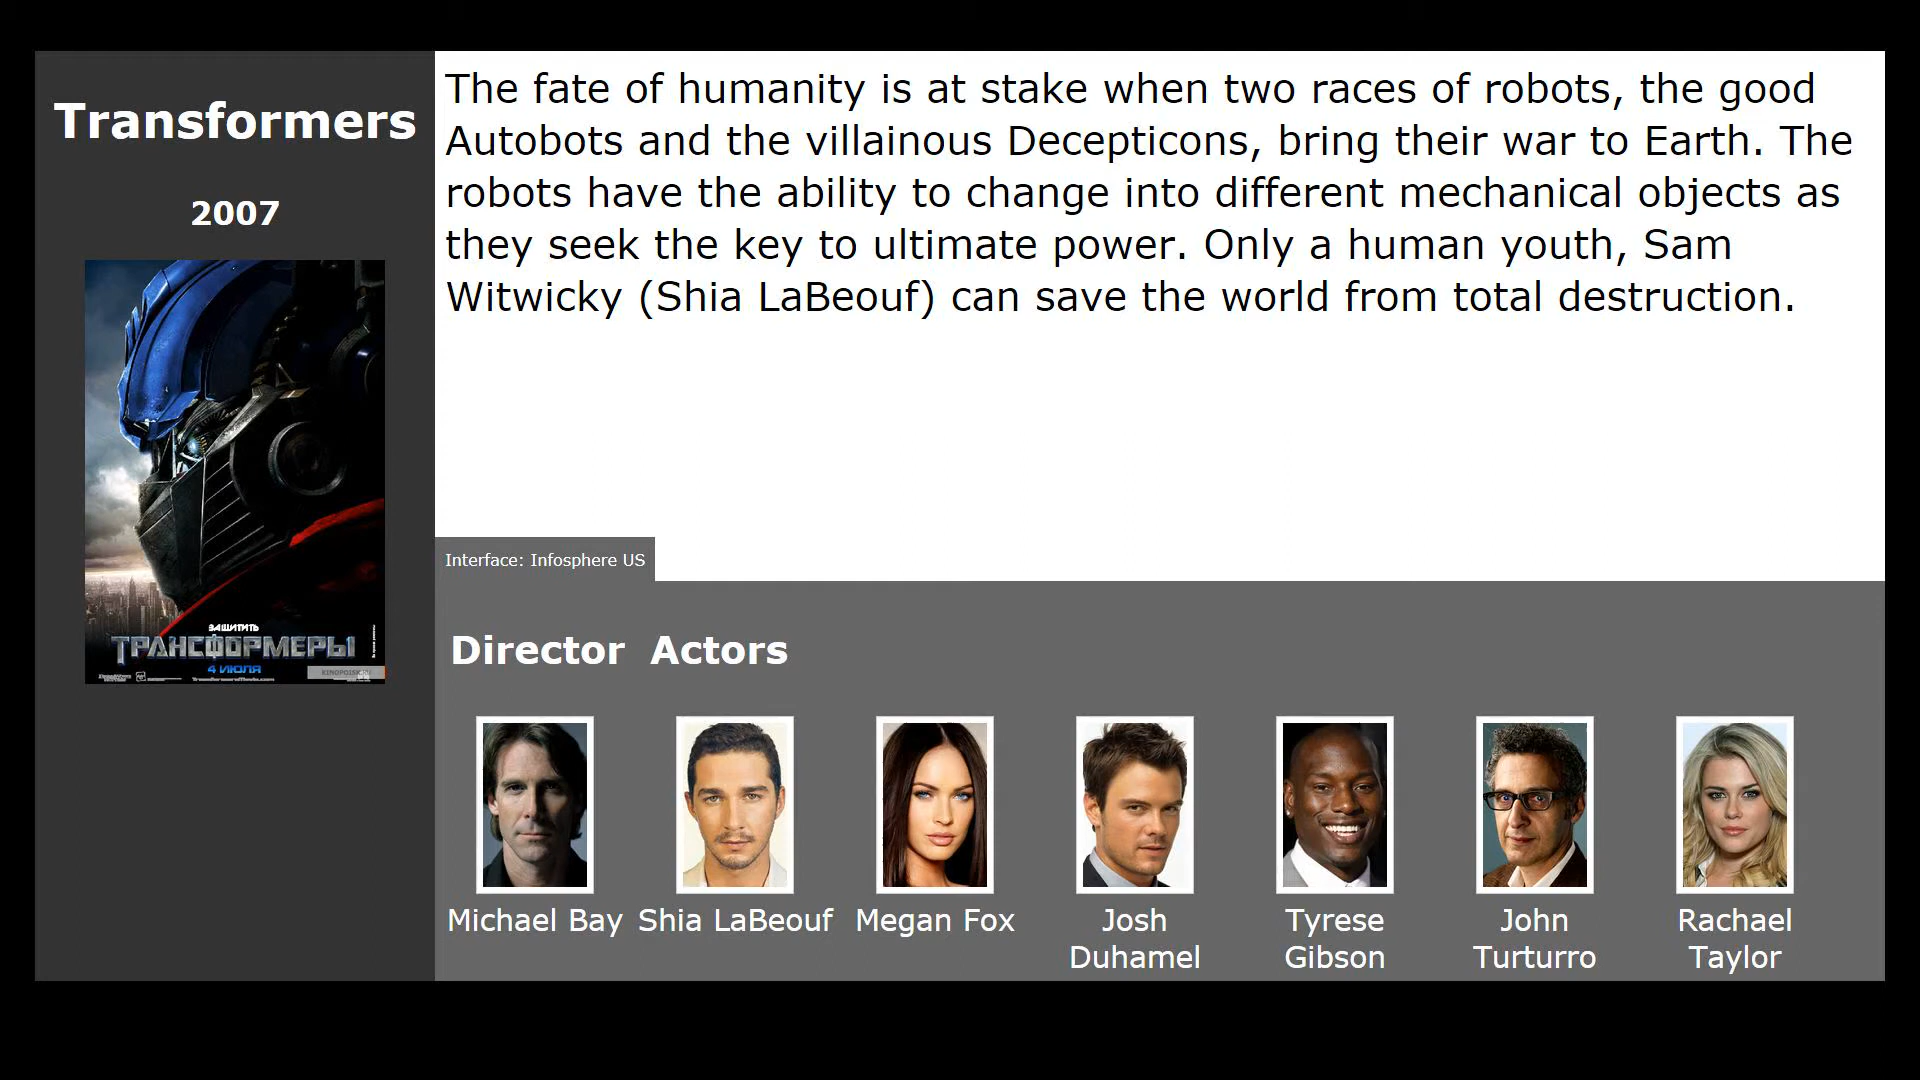 Transformers
2007
ЗАЩИТИТЬ
ТРАНСФОРМЕРЫ
4 ИЮЛЯ
KINOPOISK.RU
The fate of humanity is at stake when two races of robots, the good
Autobots and the villainous Decepticons, bring their war to Earth. The
robots have the ability to change into different mechanical objects as
they seek the key to ultimate power. Only a human youth, Sam
Witwicky (Shia LaBeouf) can save the world from total destruction.
Interface: Infosphere US
Director Actors
Michael Bay
Shia LaBeouf
Megan Fox
Josh
Duhamel
Tyrese
Gibson
John
Turturro
Rachael
Taylor